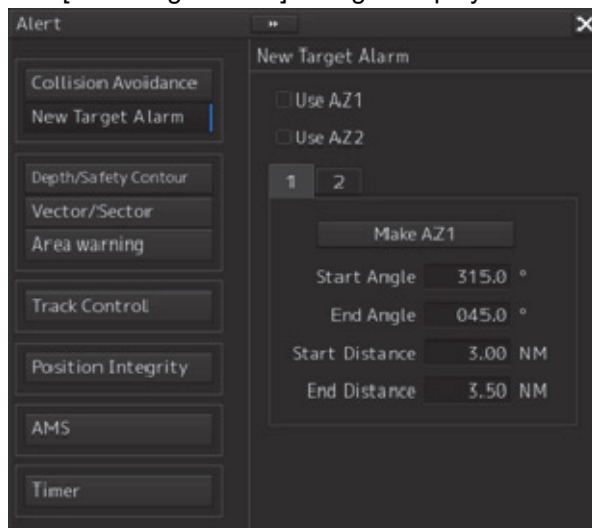 Alert
Collision Avoidance
New Target Alarm
Depth/Safety Contour
Vector/Sector
Area warning
Track Control
Position Integrity
AMS
Timer
New Target Alarm
Use AZ1
Use AZ2
1 2
Make AZ1
Start Angle 315.0 °
End Angle 045.0 °
Start Distance 3.00 NM
End Distance 3.50 NM